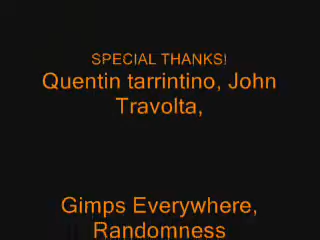 SPECIAL THANKS!
Quentin tarrintino, John
Travolta,
Gimps Everywhere,
Randomness